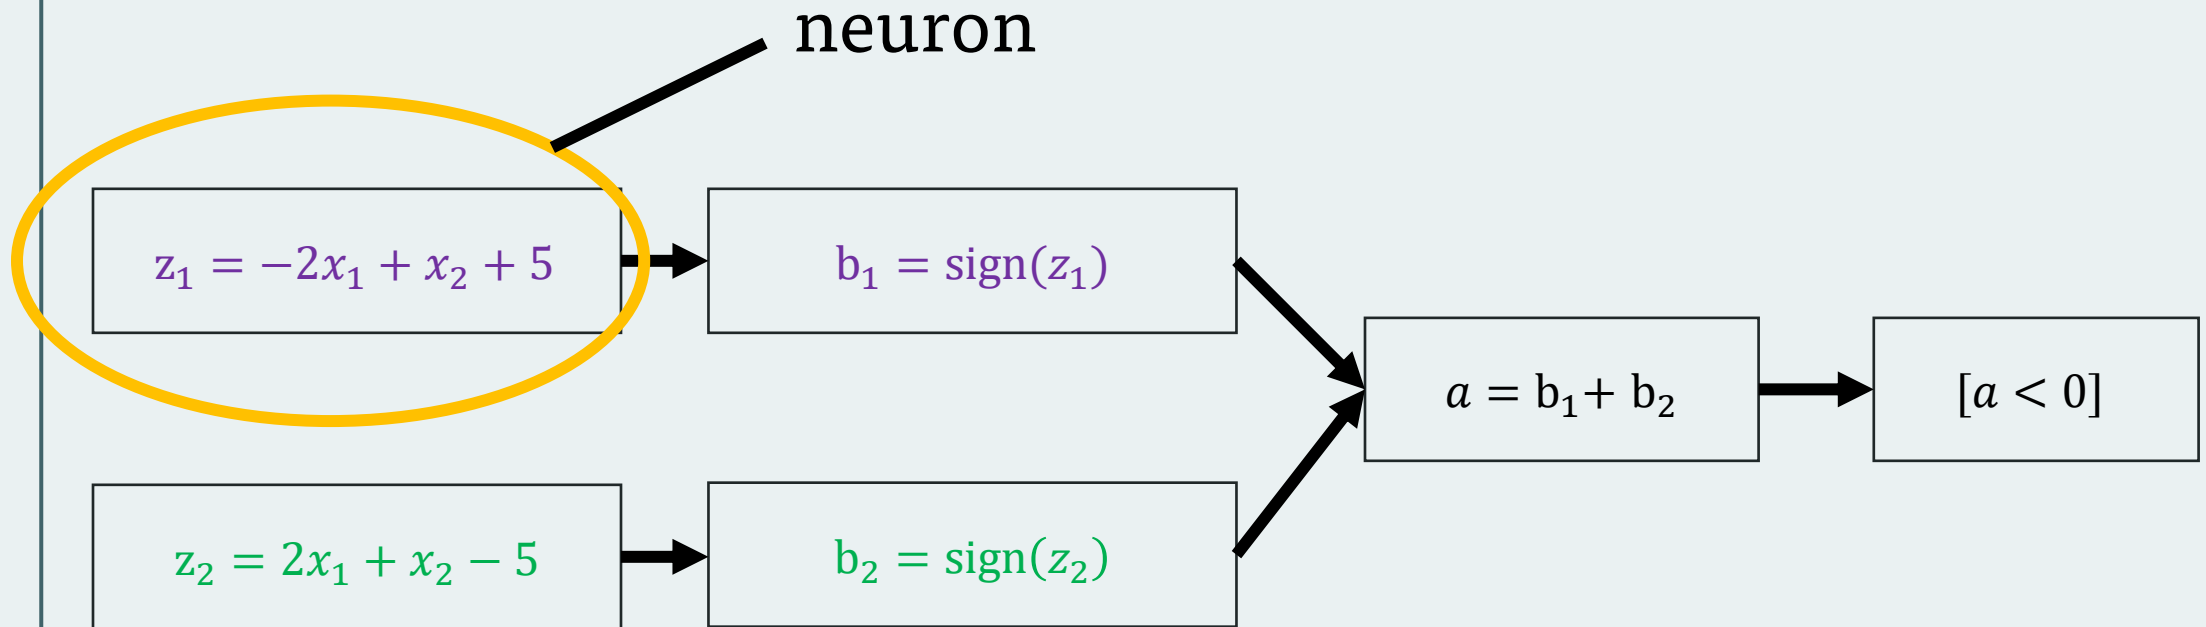 neuron
z₁ = −2x₁ + x₂ + 5
b₁ = sign(z₁)
a = b₁+ b₂
[a < 0]
z₂ = 2x₁ + x₂ − 5
b₂ = sign(z₂)